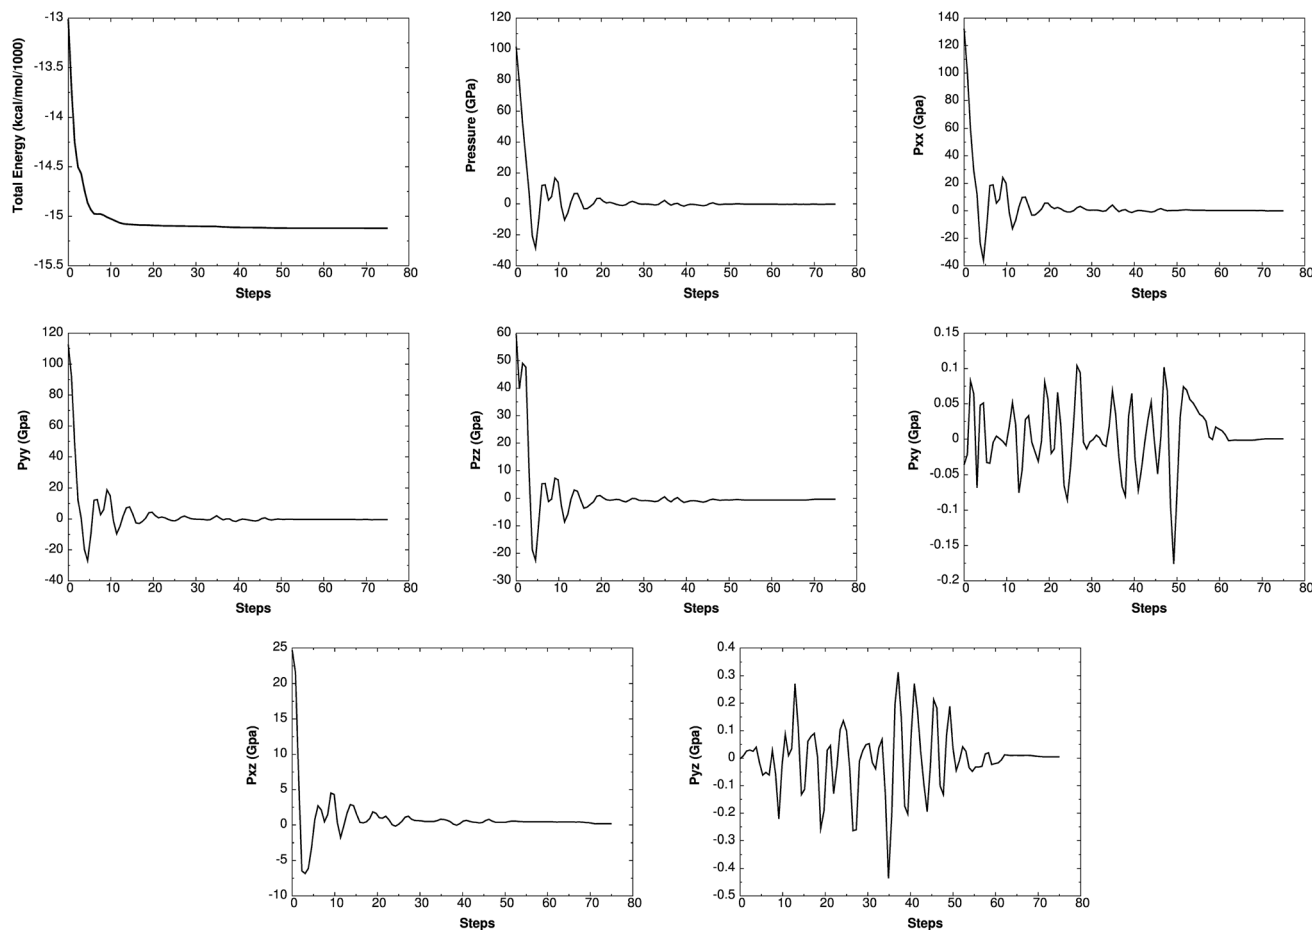 Total Energy (kcal/mol/1000)
-13
-13.5
-14
-14.5
-15
-15.5
0 10 20 30 40 50 60 70 80
Steps
Pressure (GPa)
120
100
80
60
40
20
0
-20
-40
0 10 20 30 40 50 60 70 80
Steps
Pxx (Gpa)
140
120
100
80
60
40
20
0
-20
-40
0 10 20 30 40 50 60 70 80
Steps
Pyy (Gpa)
120
100
80
60
40
20
0
-20
-40
0 10 20 30 40 50 60 70 80
Steps
Pzz (Gpa)
60
50
40
30
20
10
0
-10
-20
-30
0 10 20 30 40 50 60 70 80
Steps
Pxy (Gpa)
0.15
0.1
0.05
0
-0.05
-0.1
-0.15
-0.2
0 10 20 30 40 50 60 70 80
Steps
Pxz (Gpa)
25
20
15
10
5
0
-5
-10
0 10 20 30 40 50 60 70 80
Steps
Pyz (Gpa)
0.4
0.3
0.2
0.1
0
-0.1
-0.2
-0.3
-0.4
-0.5
0 10 20 30 40 50 60 70 80
Steps